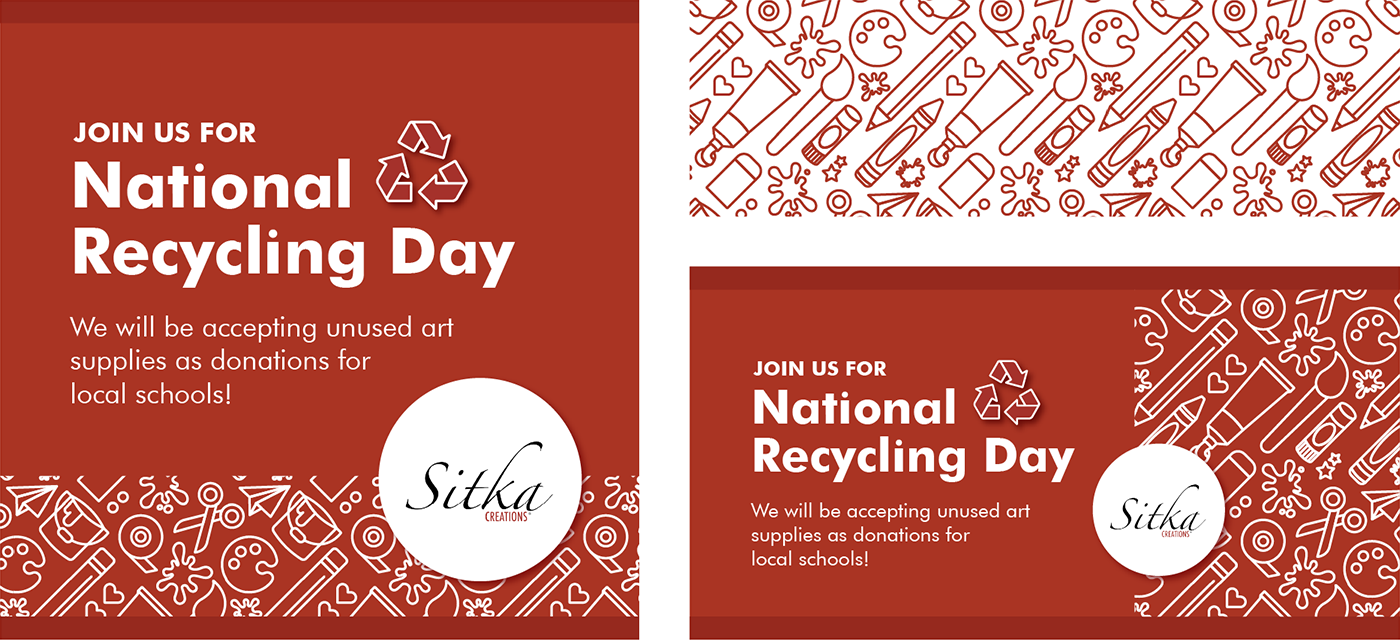 JOIN US FOR
National
Recycling Day
We will be accepting unused art
supplies as donations for
local schools!
Sitka
CREATIONS
JOIN US FOR
National
Recycling Day
We will be accepting unused art
supplies as donations for
local schools!
Sitka
CREATIONS